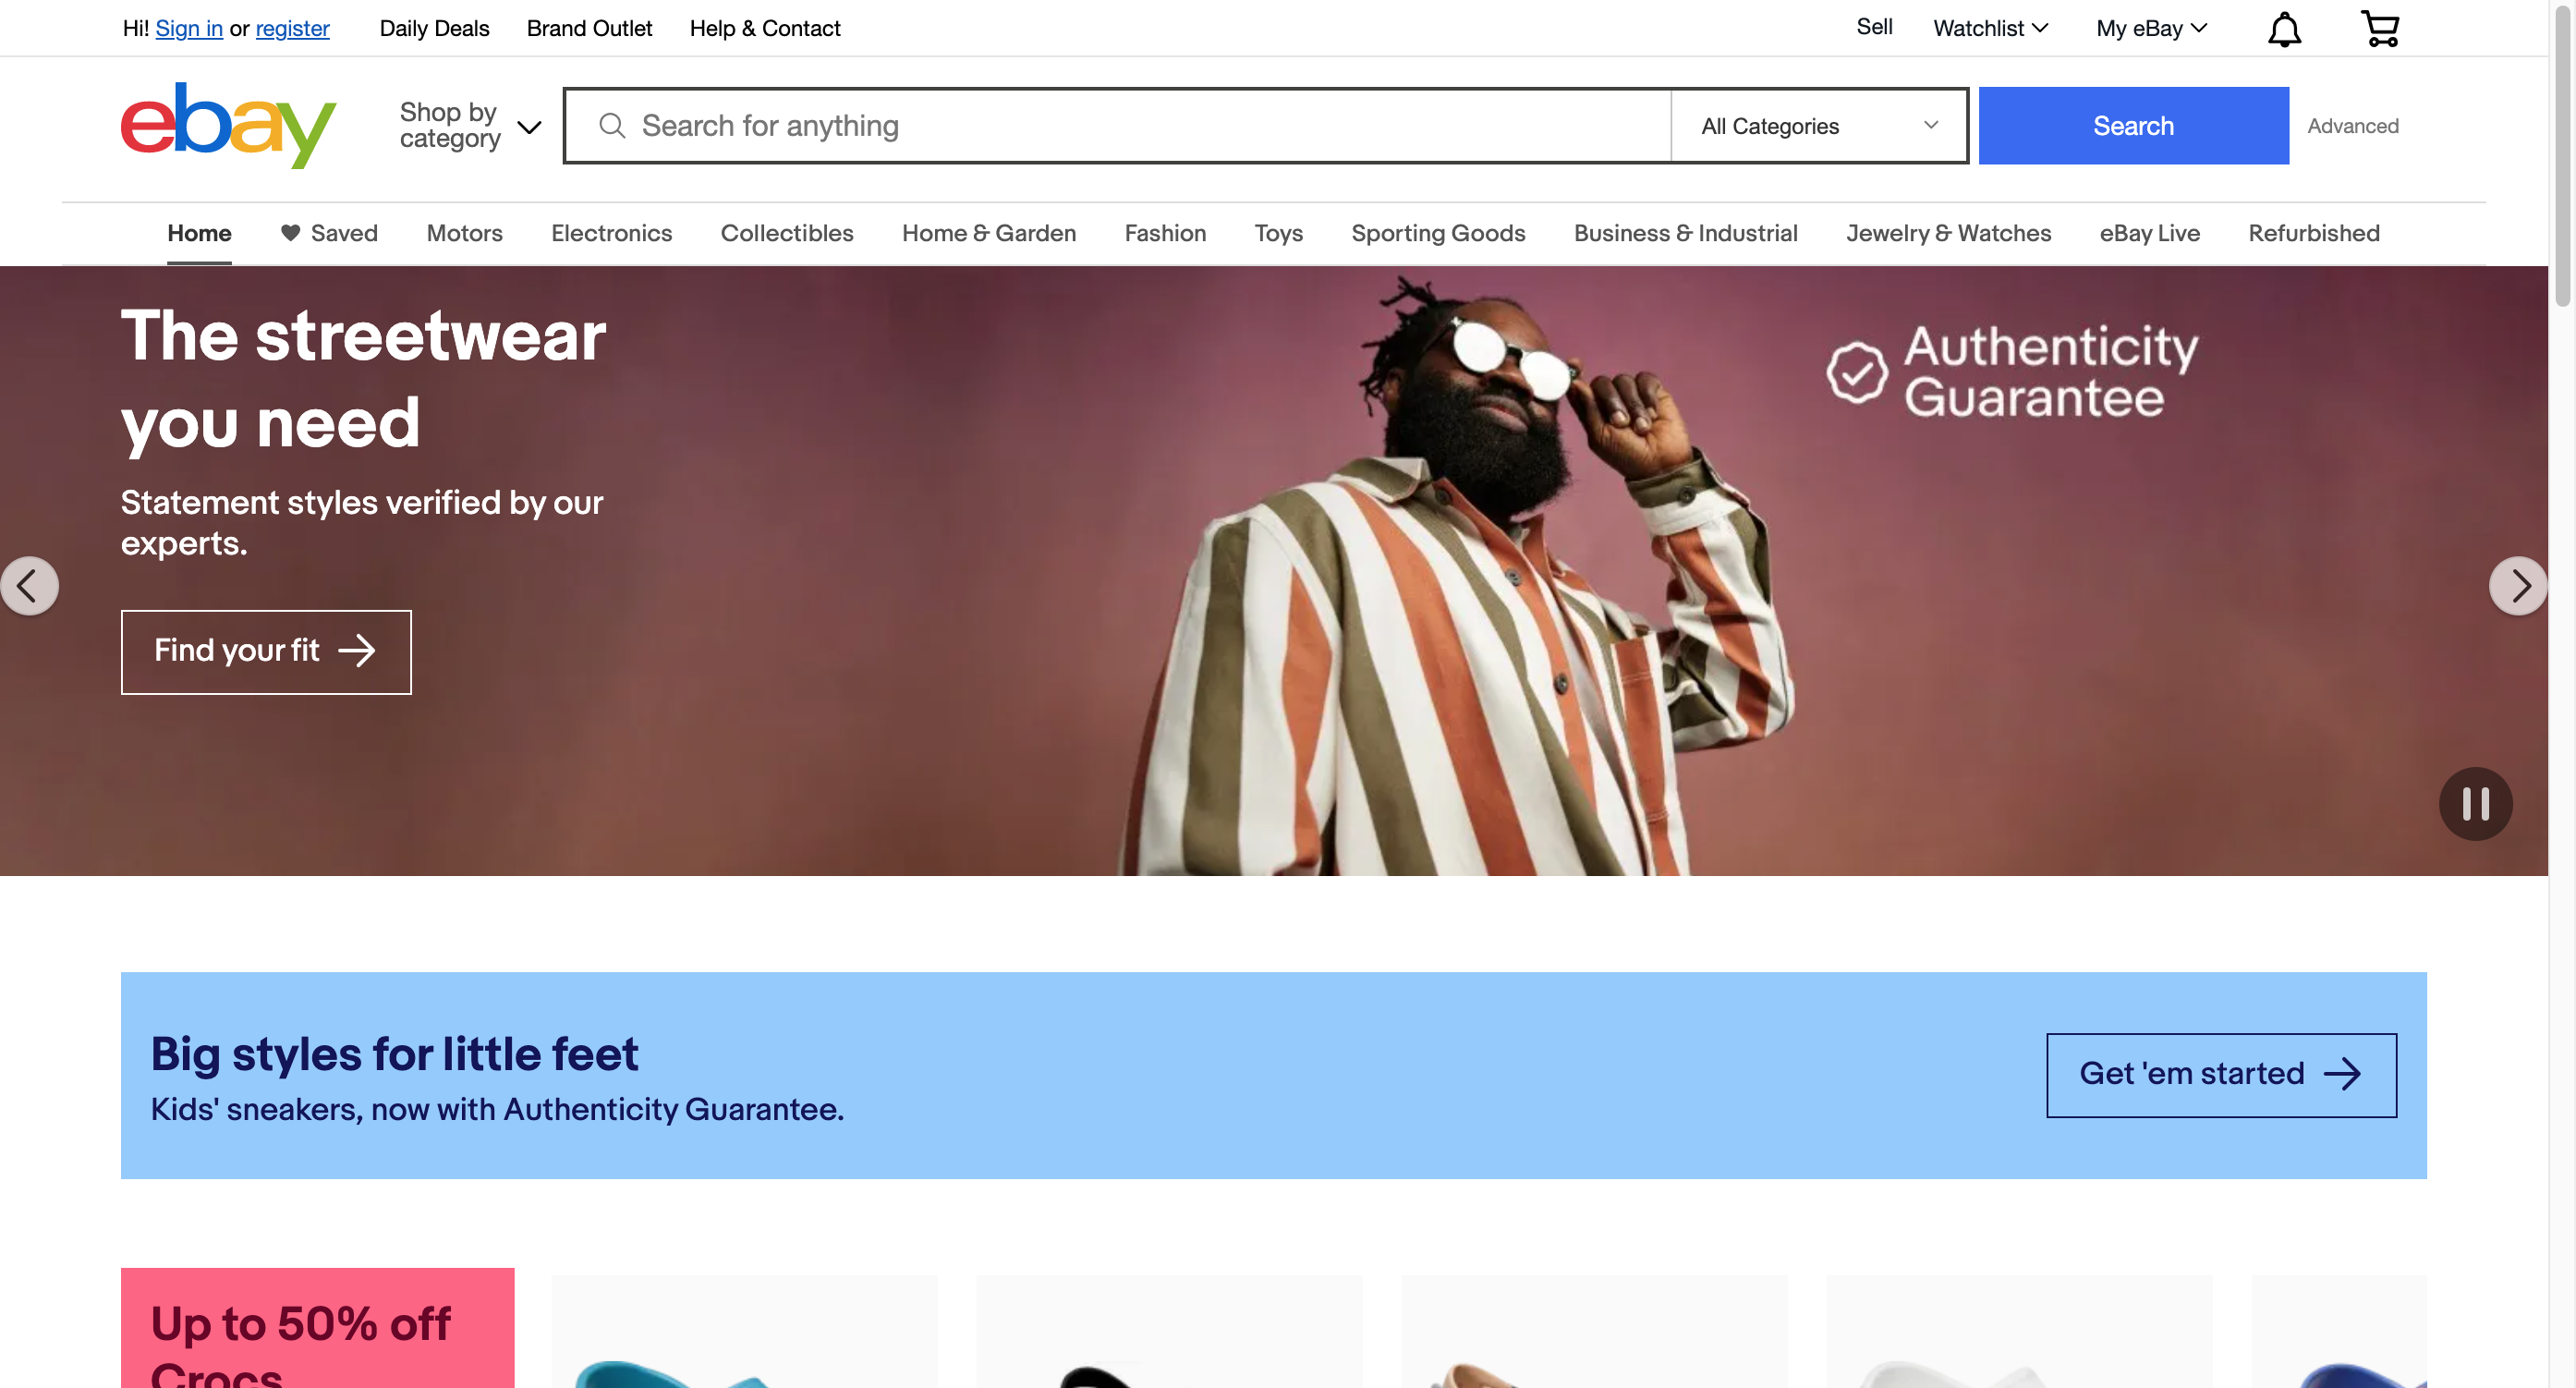 Hi! Sign in or register Daily Deals Brand Outlet Help & Contact Sell Watchlist My eBay
ebay
Shop by
category
Search for anything All Categories Search Advanced
Home Saved Motors Electronics Collectibles Home & Garden Fashion Toys Sporting Goods Business & Industrial Jewelry & Watches eBay Live Refurbished
The streetwear
you need
Statement styles verified by our
experts.
Find your fit
Authenticity
Guarantee
Big styles for little feet
Kids' sneakers, now with Authenticity Guarantee.
Get 'em started
Up to 50% off
Crocs